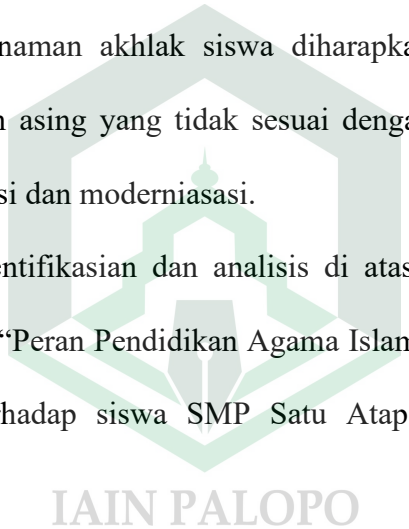 naman akhlak siswa diharapka
asing yang tidak sesuai denga
si dan moderniasasi.
entifikasian dan analisis di atas
“Peran Pendidikan Agama Islam
hadap siswa SMP Satu Atap
IAIN PALOPO